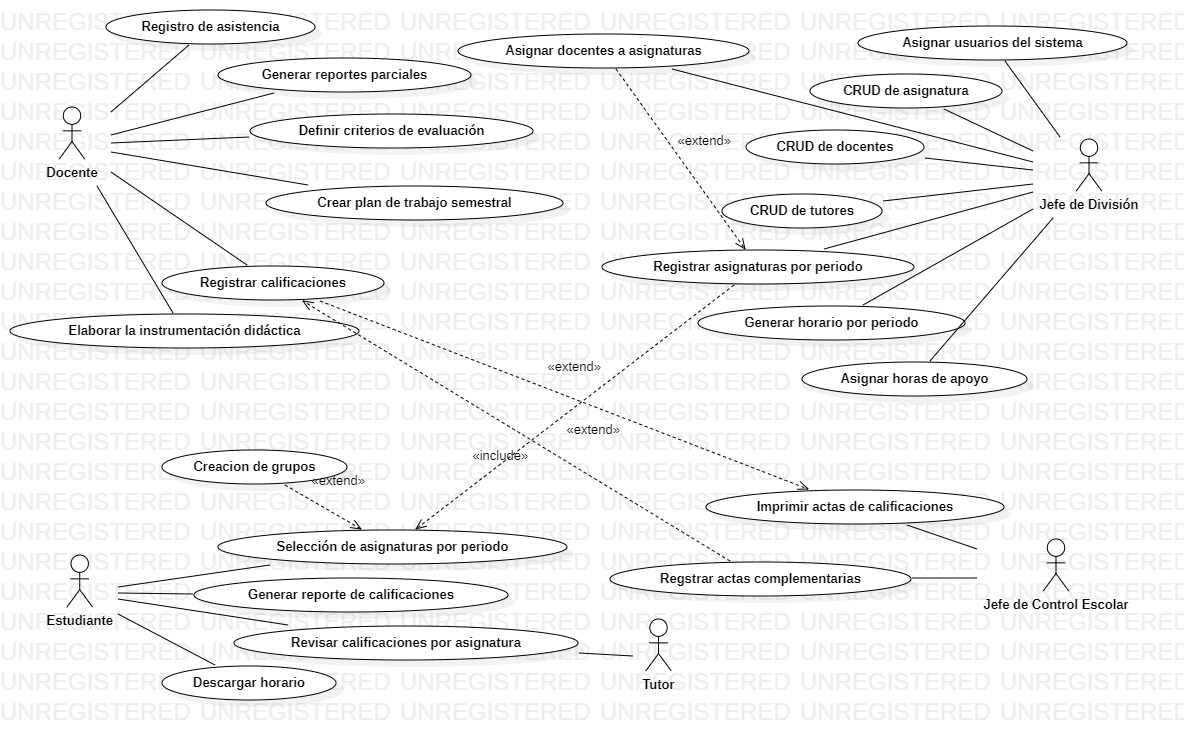 Registro de asistencia
Asignar docentes a asignaturas
Asignar usuarios del sistema
Generar reportes parciales
CRUD de asignatura
Definir criterios de evaluación
«extend»
CRUD de docentes
Docente
Crear plan de trabajo semestral
CRUD de tutores
Jefe de División
Registrar calificaciones
Registrar asignaturas por periodo
Elaborar la instrumentación didáctica
Generar horario por periodo
«extend»
Asignar horas de apoyo
«extend»
«include»
Creacion de grupos
«extend»
Imprimir actas de calificaciones
Selección de asignaturas por periodo
Regstrar actas complementarias
Generar reporte de calificaciones
Jefe de Control Escolar
Estudiante
Revisar calificaciones por asignatura
Descargar horario
Tutor
UNREGISTERED